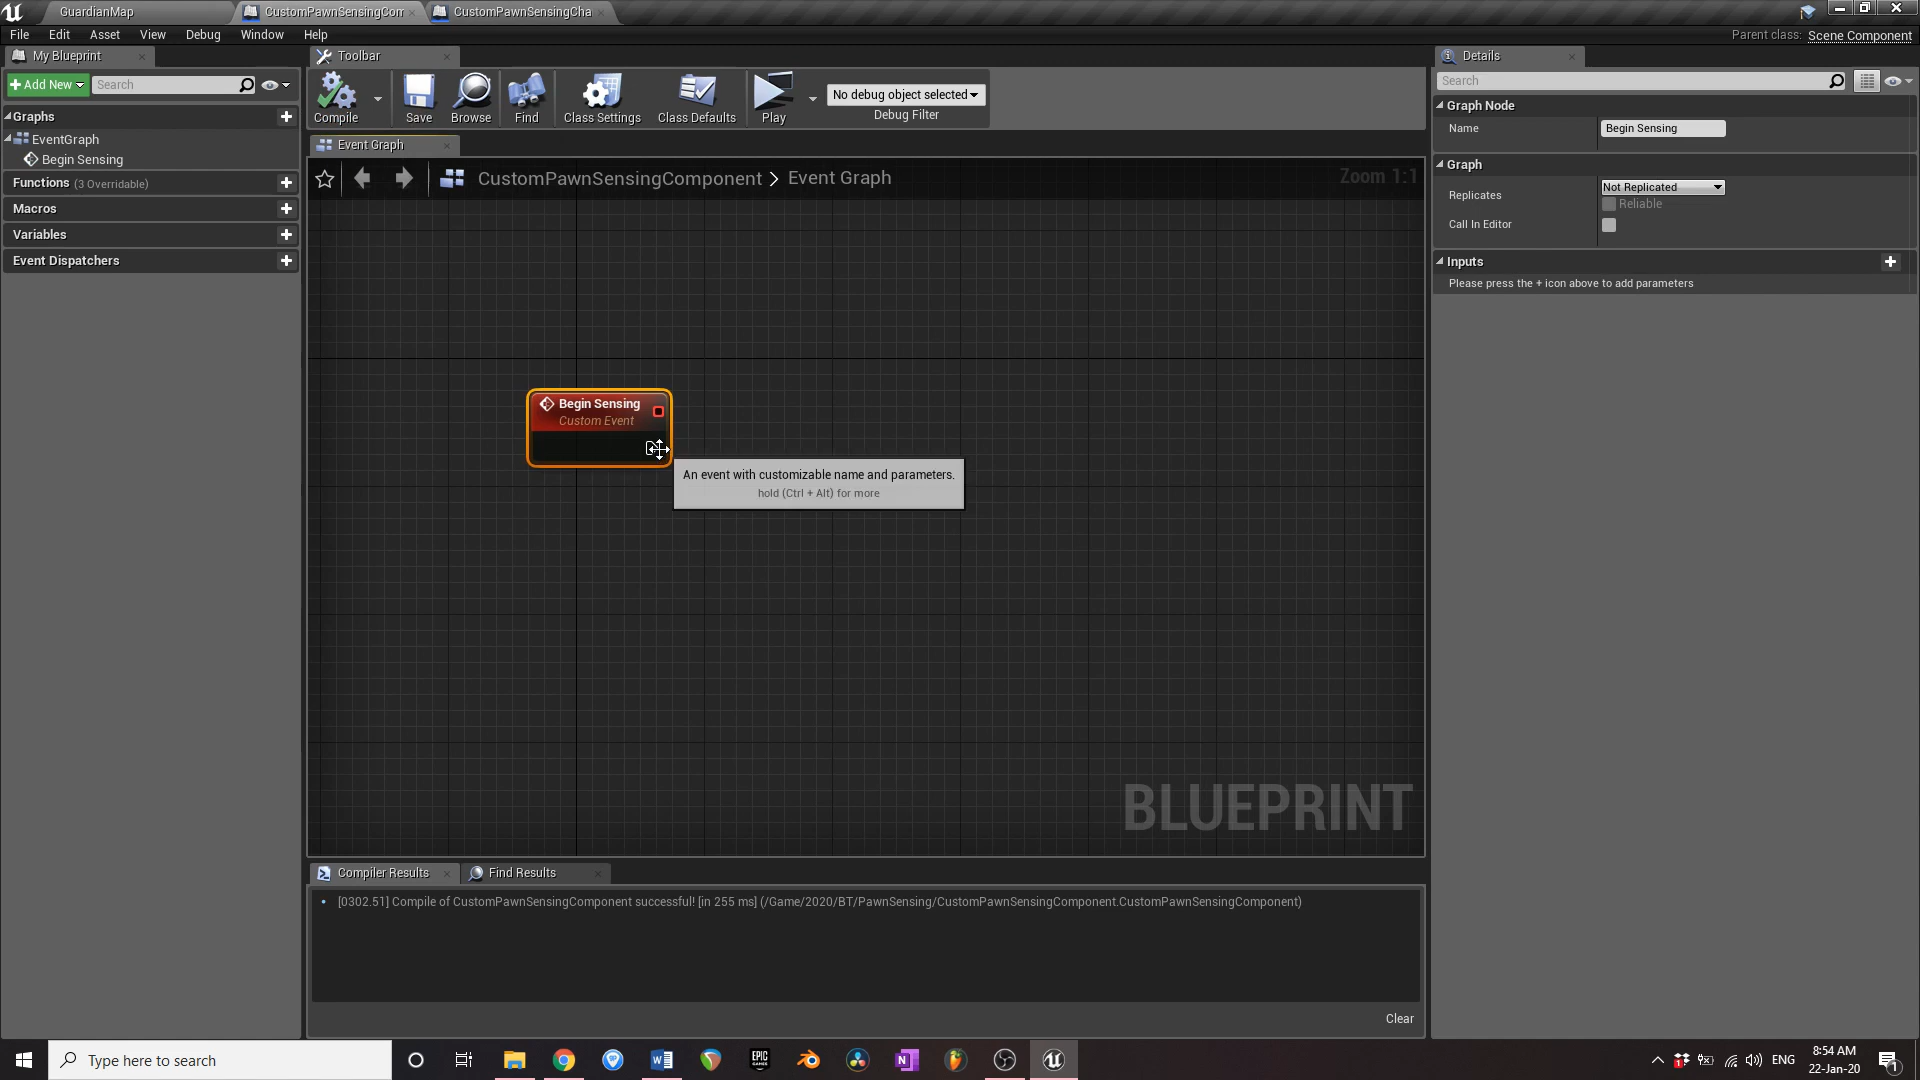 GuardianMap
CustomPawnSensingCom
CustomPawnSensingCha
File Edit Asset View Debug Window Help
Parent class: Scene Component
My Blueprint
Toolbar
Details
Add New
Search
Compile
Save
Browse
Find
Class Settings
Class Defaults
Play
No debug object selected
Debug Filter
Search
Graphs
EventGraph
Begin Sensing
Functions (3 Overridable)
Macros
Variables
Event Dispatchers
Event Graph
CustomPawnSensingComponent > Event Graph
Zoom 1:1
Begin Sensing
Custom Event
An event with customizable name and parameters.
hold (Ctrl + Alt) for more
BLUEPRINT
Graph Node
Name Begin Sensing
Graph
Replicates Not Replicated
Reliable
Call In Editor
Inputs
Please press the + icon above to add parameters
Compiler Results
Find Results
[0302.51] Compile of CustomPawnSensingComponent successful! [in 255 ms] (/Game/2020/BT/PawnSensing/CustomPawnSensingComponent.CustomPawnSensingComponent)
Clear
Type here to search
EPIC
GAMES
ENG
8:54 AM
22-Jan-20
1